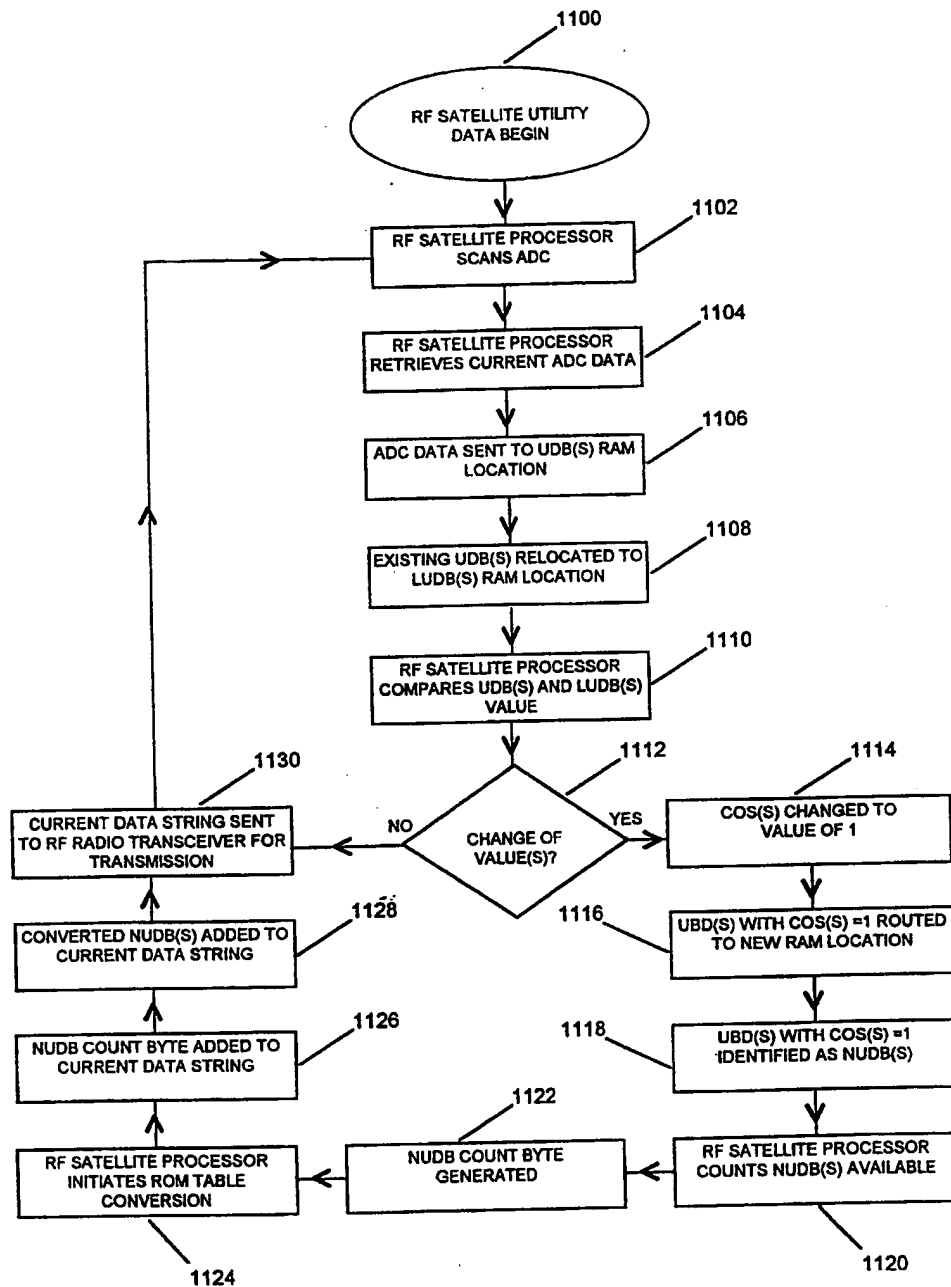 1100
RF SATELLITE UTILITY
DATA BEGIN
1102
RF SATELLITE PROCESSOR
SCANS ADC
1104
RF SATELLITE PROCESSOR
RETRIEVES CURRENT ADC DATA
1106
ADC DATA SENT TO UDB(S) RAM
LOCATION
1108
EXISTING UDB(S) RELOCATED TO
LUDB(S) RAM LOCATION
1110
RF SATELLITE PROCESSOR
COMPARES UDB(S) AND LUDB(S)
VALUE
1112
CHANGE OF
VALUE(S)?
NO
YES
1114
COS(S) CHANGED TO
VALUE OF 1
1116
UBD(S) WITH COS(S) =1 ROUTED
TO NEW RAM LOCATION
1118
UBD(S) WITH COS(S) =1
IDENTIFIED AS NUDB(S)
1120
RF SATELLITE PROCESSOR
COUNTS NUDB(S) AVAILABLE
1122
NUDB COUNT BYTE
GENERATED
1124
RF SATELLITE PROCESSOR
INITIATES ROM TABLE
CONVERSION
1126
NUDB COUNT BYTE ADDED TO
CURRENT DATA STRING
1128
CONVERTED NUDB(S) ADDED TO
CURRENT DATA STRING
1130
CURRENT DATA STRING SENT
TO RF RADIO TRANSCEIVER FOR
TRANSMISSION